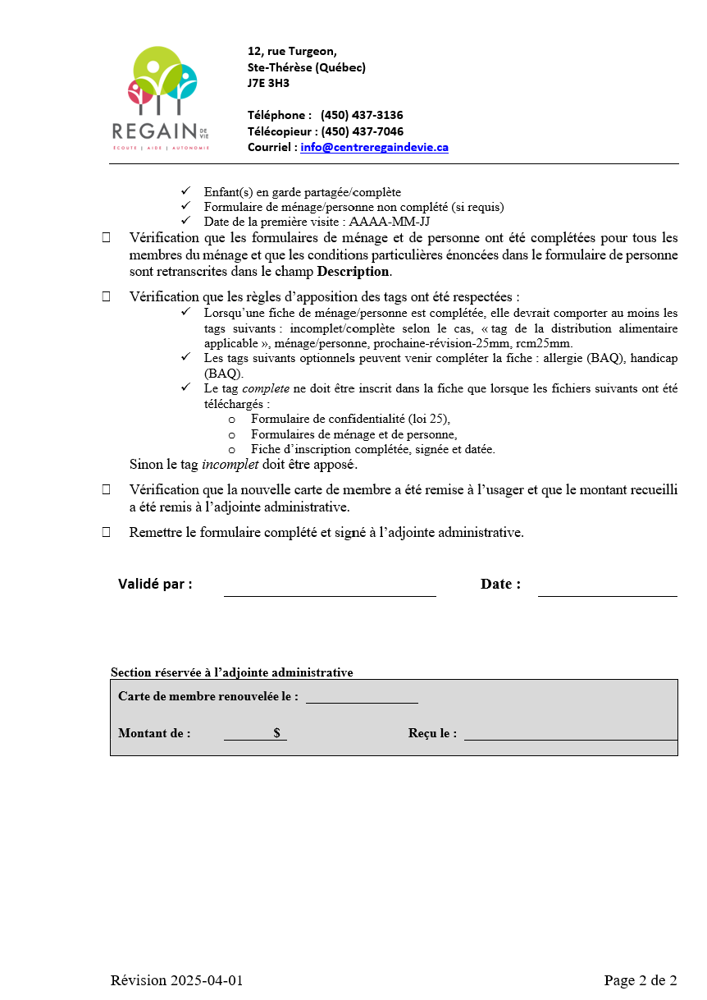 12, rue Turgeon,
Ste-Thérèse (Québec)
J7E 3H3
Téléphone : (450) 437-3136
Télécopieur : (450) 437-7046
Courriel : info@centreregaindevie.ca
REGAIN DE VIE
ÉCOUTE | AIDE | AUTONOMIE
✓ Enfant(s) en garde partagée/complète
✓ Formulaire de ménage/personne non complété (si requis)
✓ Date de la première visite : AAAA-MM-JJ
☐ Vérification que les formulaires de ménage et de personne ont été complétées pour tous les
membres du ménage et que les conditions particulières énoncées dans le formulaire de personne
sont retranscrites dans le champ Description.
☐ Vérification que les règles d’apposition des tags ont été respectées :
✓ Lorsqu’une fiche de ménage/personne est complétée, elle devrait comporter au moins les
tags suivants : incomplet/complète selon le cas, « tag de la distribution alimentaire
applicable », ménage/personne, prochaine-révision-25mm, rcm25mm.
✓ Les tags suivants optionnels peuvent venir compléter la fiche : allergie (BAQ), handicap
(BAQ).
✓ Le tag complete ne doit être inscrit dans la fiche que lorsque les fichiers suivants ont été
téléchargés :
o Formulaire de confidentialité (loi 25),
o Formulaires de ménage et de personne,
o Fiche d’inscription complétée, signée et datée.
Sinon le tag incomplet doit être apposé.
☐ Vérification que la nouvelle carte de membre a été remise à l’usager et que le montant recueilli
a été remis à l’adjointe administrative.
☐ Remettre le formulaire complété et signé à l’adjointe administrative.
Validé par : Date :
Section réservée à l’adjointe administrative
Carte de membre renouvelée le :
Montant de : $ Reçu le :
Révision 2025-04-01 Page 2 de 2